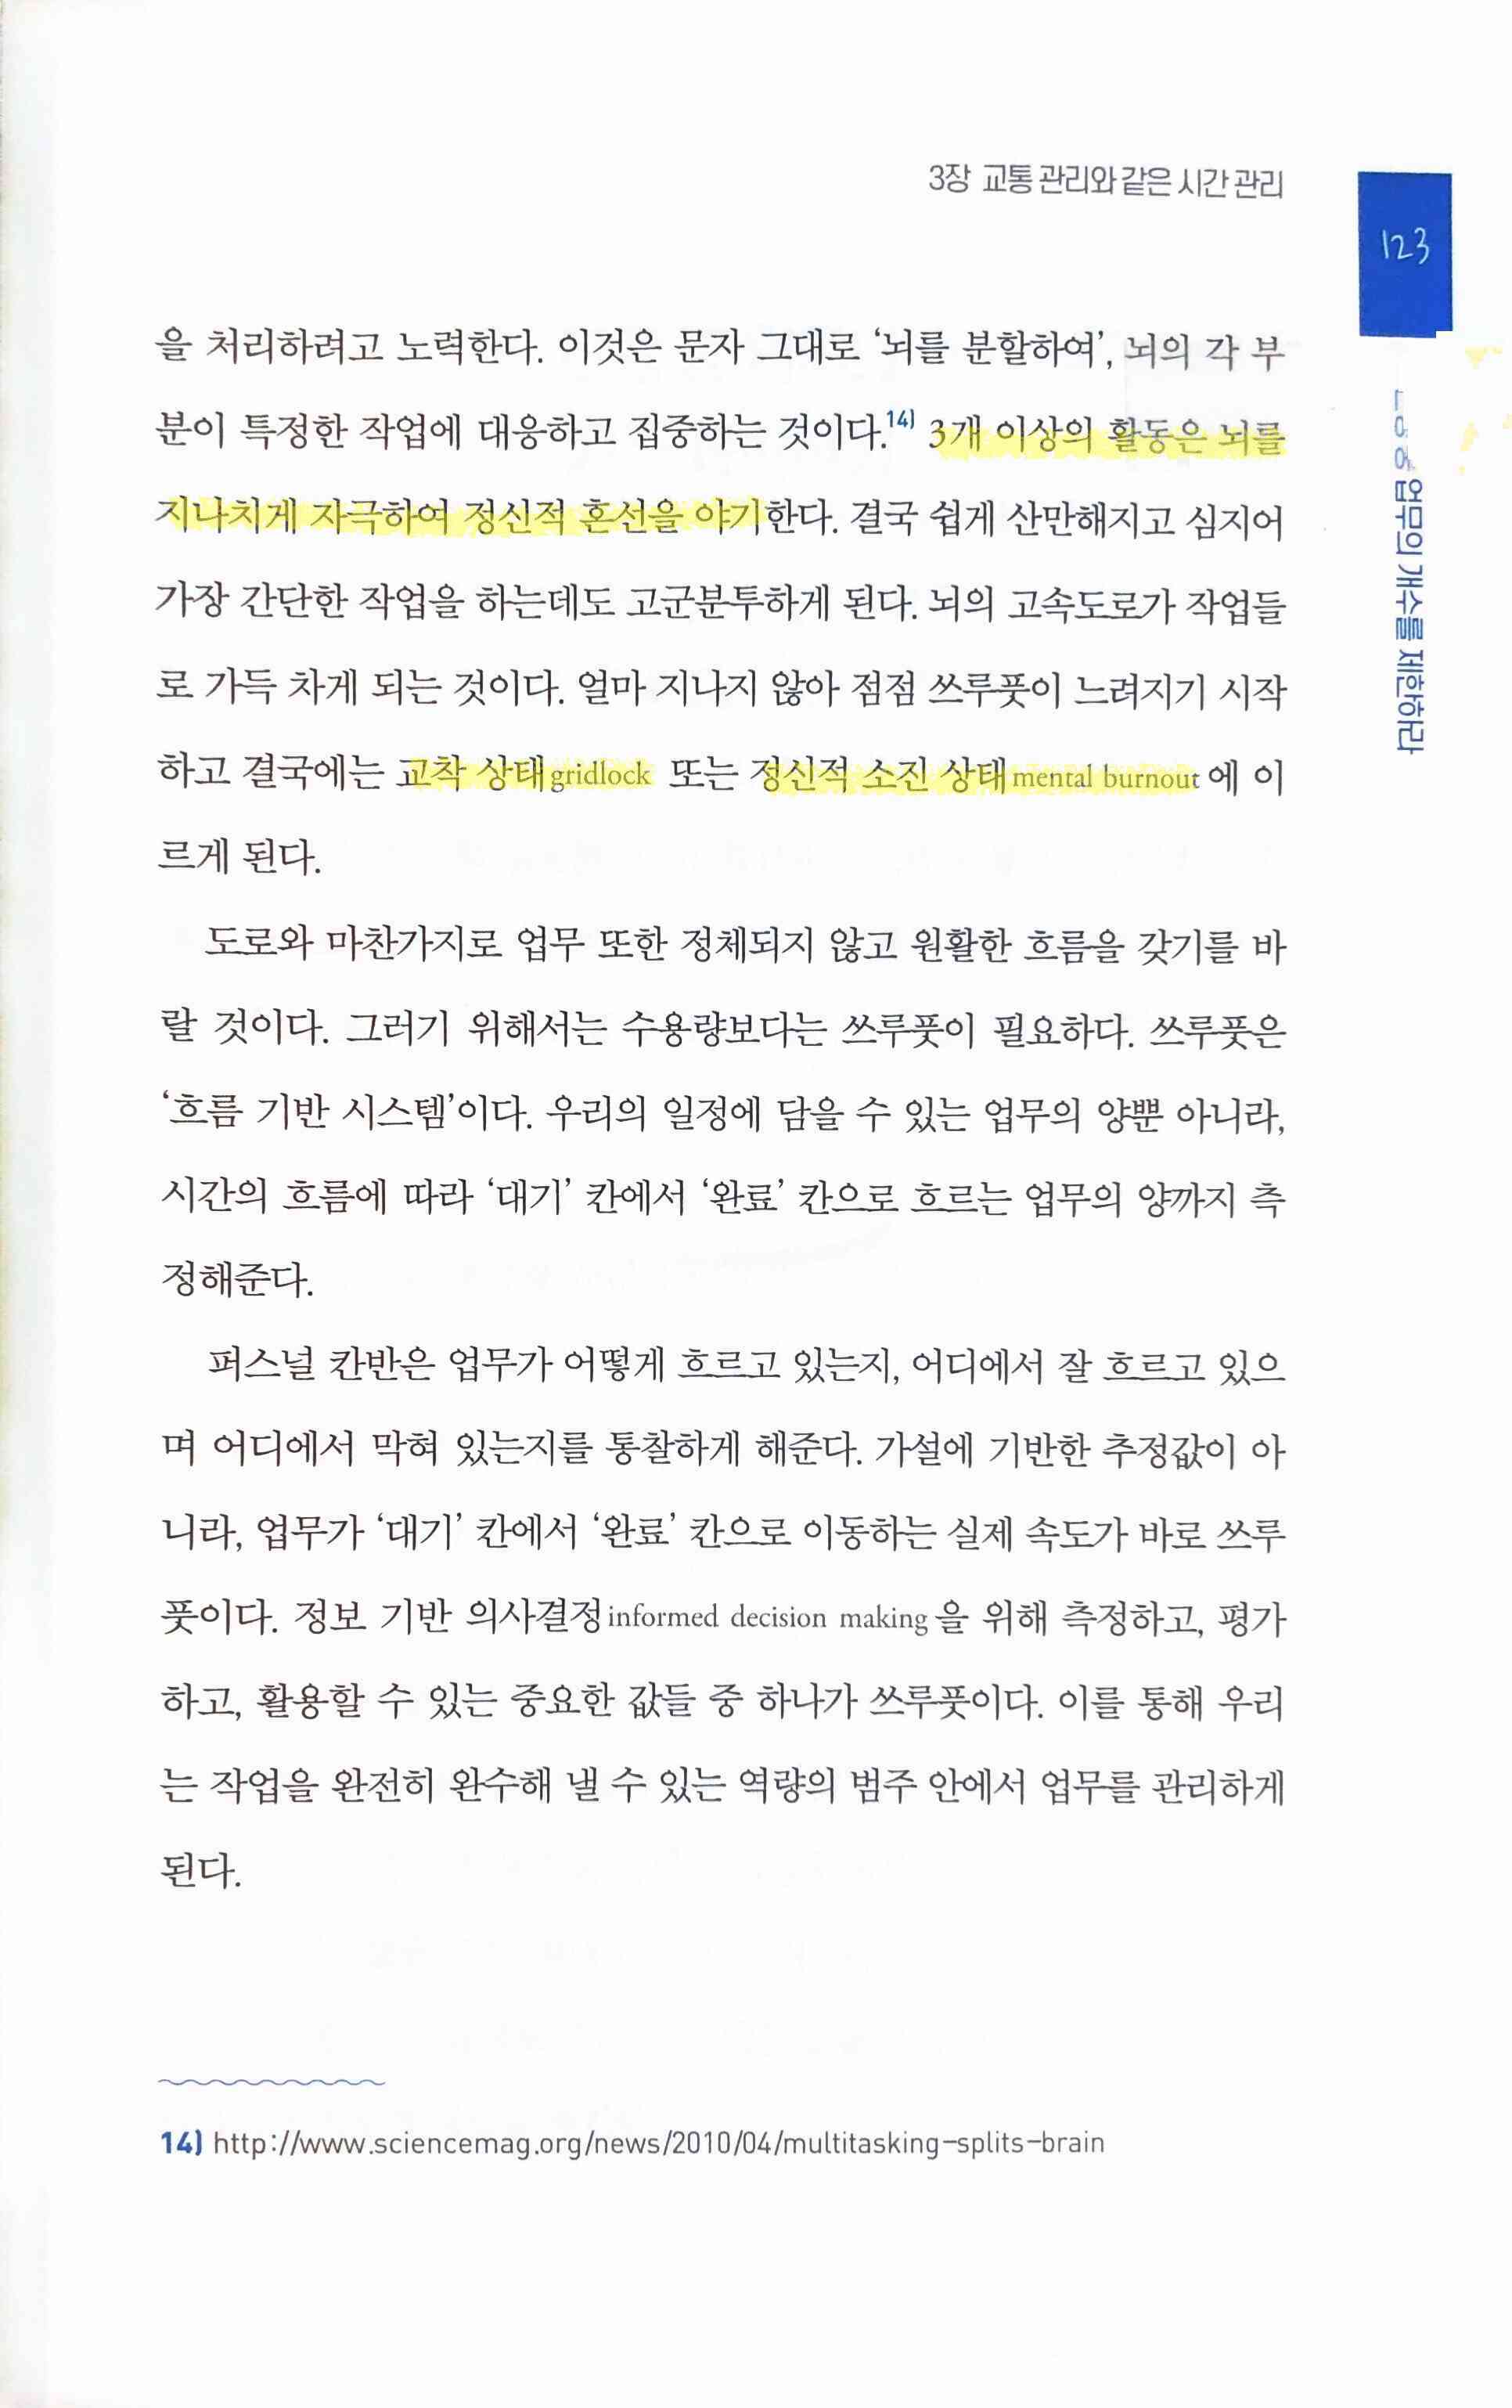 3장 교통 관리와 같은 시간 관리
123
을 처리하려고 노력한다. 이것은 문자 그대로 ‘뇌를 분할하여’, 뇌의 각 부
분이 특정한 작업에 대응하고 집중하는 것이다.14) 3개 이상의 활동은 뇌를
지나치게 자극하여 정신적 혼선을 야기한다. 결국 쉽게 산만해지고 심지어
가장 간단한 작업을 하는데도 고군분투하게 된다. 뇌의 고속도로가 작업들
로 가득 차게 되는 것이다. 얼마 지나지 않아 점점 쓰루풋이 느려지기 시작
하고 결국에는 교착 상태gridlock 또는 정신적 소진 상태mental burnout에 이
르게 된다.
도로와 마찬가지로 업무 또한 정체되지 않고 원활한 흐름을 갖기를 바
랄 것이다. 그러기 위해서는 수용량보다는 쓰루풋이 필요하다. 쓰루풋은
‘흐름 기반 시스템’이다. 우리의 일정에 담을 수 있는 업무의 양뿐 아니라,
시간의 흐름에 따라 ‘대기’ 칸에서 ‘완료’ 칸으로 흐르는 업무의 양까지 측
정해준다.
퍼스널 칸반은 업무가 어떻게 흐르고 있는지, 어디에서 잘 흐르고 있으
며 어디에서 막혀 있는지를 통찰하게 해준다. 가설에 기반한 추정값이 아
니라, 업무가 ‘대기’ 칸에서 ‘완료’ 칸으로 이동하는 실제 속도가 바로 쓰루
풋이다. 정보 기반 의사결정informed decision making을 위해 측정하고, 평가
하고, 활용할 수 있는 중요한 값들 중 하나가 쓰루풋이다. 이를 통해 우리
는 작업을 완전히 완수해 낼 수 있는 역량의 범주 안에서 업무를 관리하게
된다.
14) http://www.sciencemag.org/news/2010/04/multitasking-splits-brain
업무의 개수를 제한하라